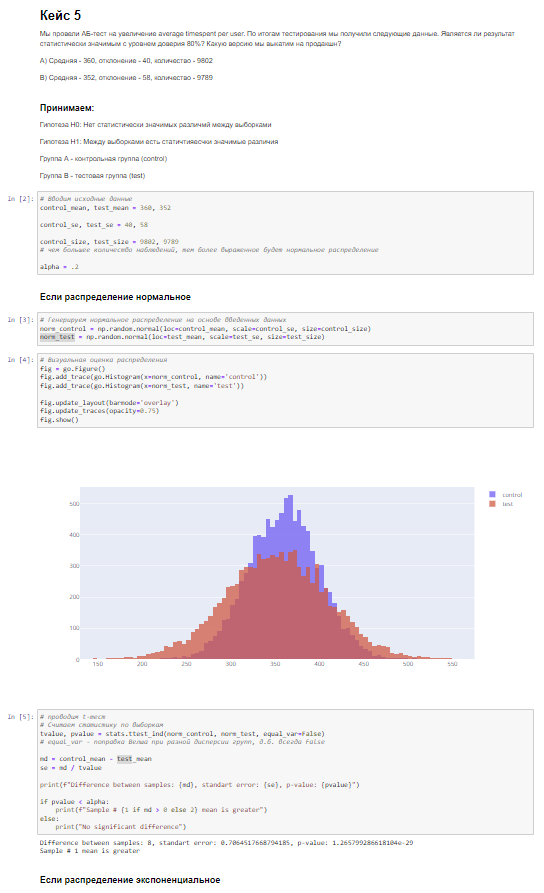 Кейс 5
Мы провели АБ-тест на увеличение average timespent per user. По итогам тестирования мы получили следующие данные. Является ли результат
статистически значимым с уровнем доверия 80%? Какую версию мы выкатим на продакшн?
A) Средняя - 360, отклонение - 40, количество - 9802
B) Средняя - 352, отклонение - 58, количество - 9789
Принимаем:
Гипотеза H0: Нет статистически значимых различмй между выборками
Гипотеза H1: Между выборками есть статичтияесчки значимые различия
Группа А - контрольная группа (control)
Группа B - тестовая группа (test)
In [2]:
# Вводим исходные данные
control_mean, test_mean = 360, 352
control_se, test_se = 40, 58
control_size, test_size = 9802, 9789
# чем большее количество наблюдений, тем более выраженное будет нормальное распределение
alpha = .2
Если распределение нормальное
In [3]:
# Генерируем нормальное распределение на основе введенных данных
norm_control = np.random.normal(loc=control_mean, scale=control_se, size=control_size)
norm_test = np.random.normal(loc=test_mean, scale=test_se, size=test_size)
In [4]:
# Визуальная оценка распределения
fig = go.Figure()
fig.add_trace(go.Histogram(x=norm_control, name='control'))
fig.add_trace(go.Histogram(x=norm_test, name='test'))
fig.update_layout(barmode='overlay')
fig.update_traces(opacity=0.75)
fig.show()
control
test
500
400
300
200
100
0
150 200 250 300 350 400 450 500 550
In [5]:
# проводим t-тест
# Считаем статистику по выборкам
tvalue, pvalue = stats.ttest_ind(norm_control, norm_test, equal_var=False)
# equal_var - поправка Велша при разной дисперсии групп, д.б. всегда False
md = control_mean - test_mean
se = md / tvalue
print(f"Difference between samples: {md}, standart error: {se}, p-value: {pvalue}")
if pvalue < alpha:
print(f"Sample # {1 if md > 0 else 2} mean is greater")
else:
print("No significant difference")
Difference between samples: 8, standart error: 0.7064517668794185, p-value: 1.265799286618104e-29
Sample # 1 mean is greater
Если распределение экспоненциальное